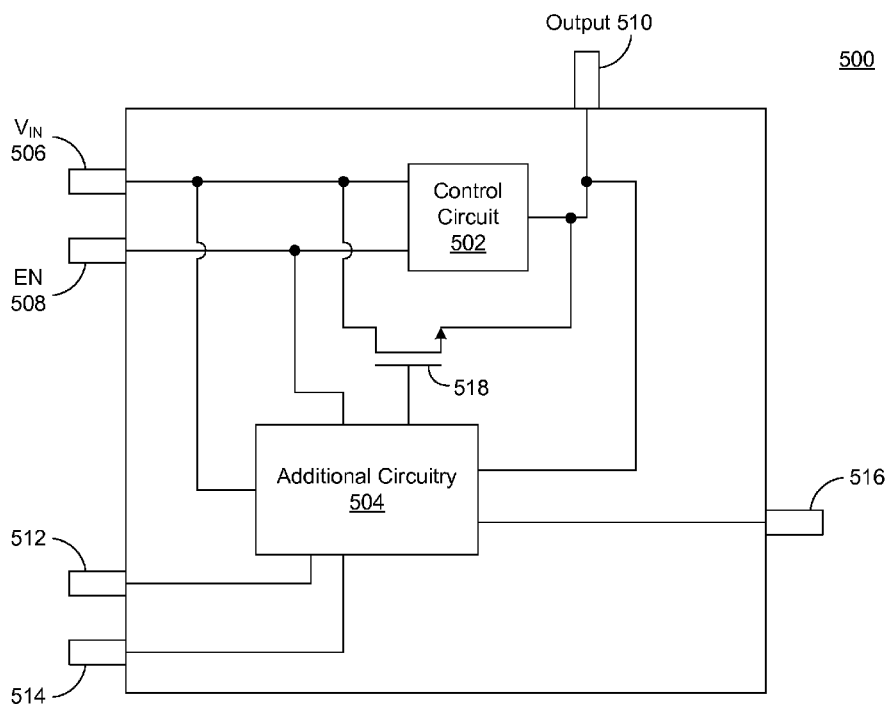 Output 510
500
V_IN
506
Control
Circuit
502
EN
508
518
Additional Circuitry
504
516
512
514